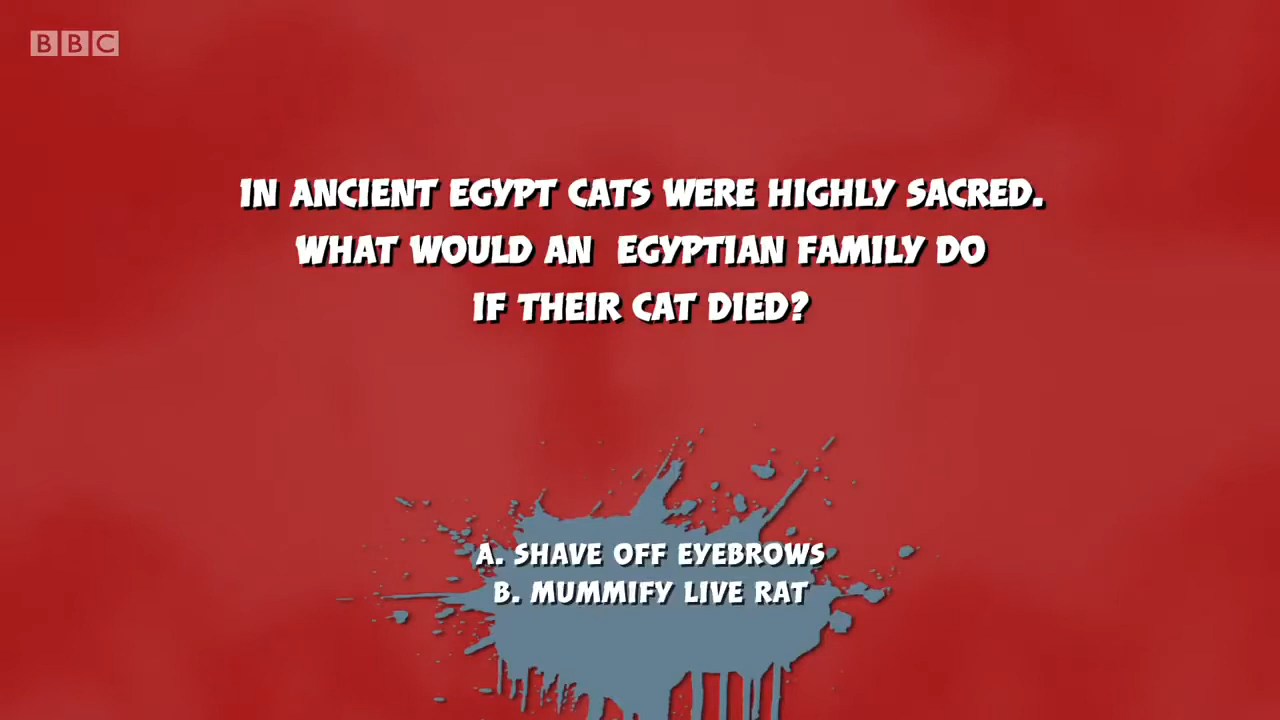 BBC
IN ANCIENT EGYPT CATS WERE HIGHLY SACRED.
WHAT WOULD AN EGYPTIAN FAMILY DO
IF THEIR CAT DIED?
A. SHAVE OFF EYEBROWS
B. MUMMIFY LIVE RAT